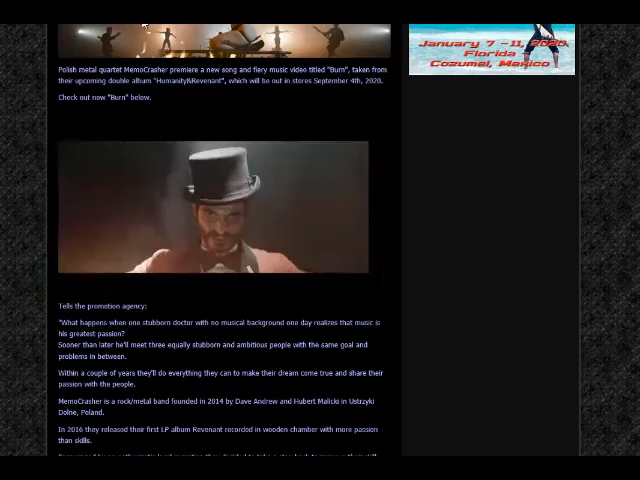 January 7 -11, 2020
Florida -
Cozumel, Mexico
Polish metal quartet MemoCrasher premiere a new song and fiery music video titled "Burn", taken from
their upcoming double album "Humanity&Revenant", which will be out in stores September 4th, 2020.
Check out now "Burn" below.
Tells the promotion agency:
"What happens when one stubborn doctor with no musical background one day realizes that music is
his greatest passion?
Sooner than later he'll meet three equally stubborn and ambitious people with the same goal and
problems in between.
Within a couple of years they'll do everything they can to make their dream come true and share their
passion with the people.
MemoCrasher is a rock/metal band founded in 2014 by Dave Andrew and Hubert Malicki in Ustrzyki
Dolne, Poland.
In 2016 they released their first LP album Revenant recorded in wooden chamber with more passion
than skills.